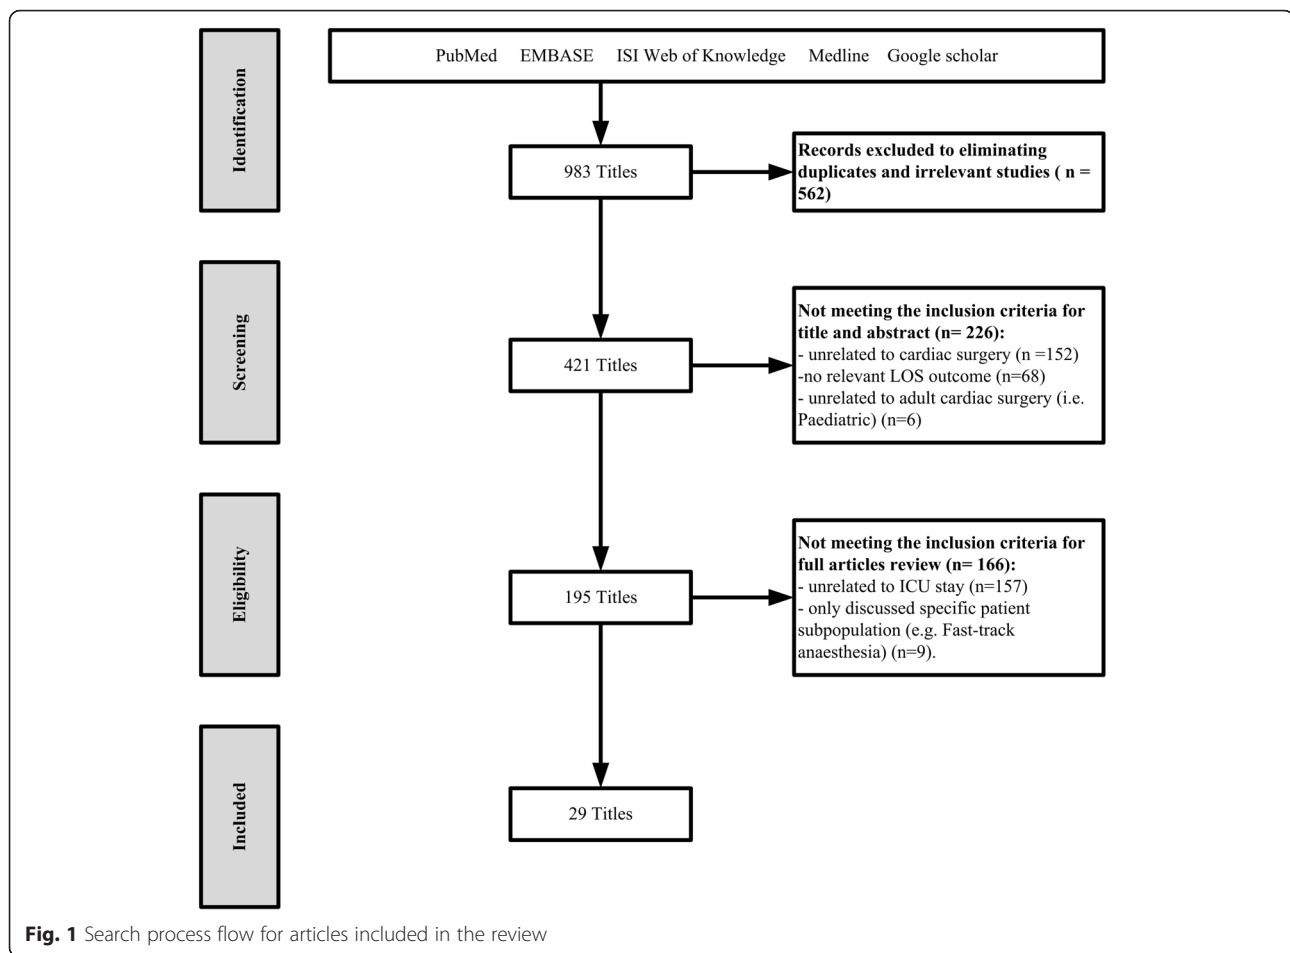 PubMed EMBASE ISI Web of Knowledge Medline Google scholar
Identification
983 Titles
Records excluded to eliminating
duplicates and irrelevant studies ( n =
562)
Screening
421 Titles
Not meeting the inclusion criteria for
title and abstract (n= 226):
- unrelated to cardiac surgery (n =152)
-no relevant LOS outcome (n=68)
- unrelated to adult cardiac surgery (i.e.
Paediatric) (n=6)
Eligibility
195 Titles
Not meeting the inclusion criteria for
full articles review (n= 166):
- unrelated to ICU stay (n=157)
- only discussed specific patient
subpopulation (e.g. Fast-track
anaesthesia) (n=9).
Included
29 Titles
Fig. 1 Search process flow for articles included in the review